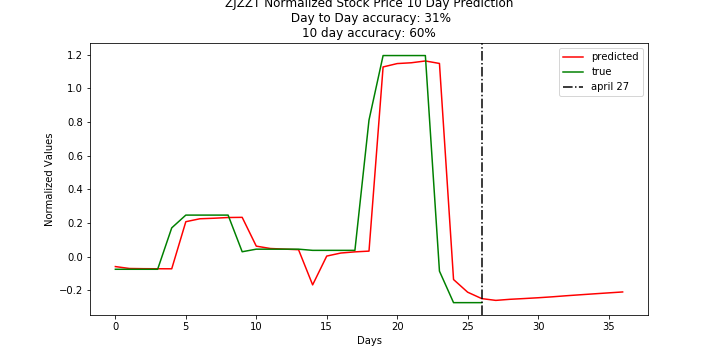 ZJZZT Normalized Stock Price 10 Day Prediction
Day to Day accuracy: 31%
10 day accuracy: 60%
predicted
true
april 27
Normalized Values
1.2
1.0
0.8
0.6
0.4
0.2
0.0
−0.2
0
5
10
15
20
25
30
35
Days